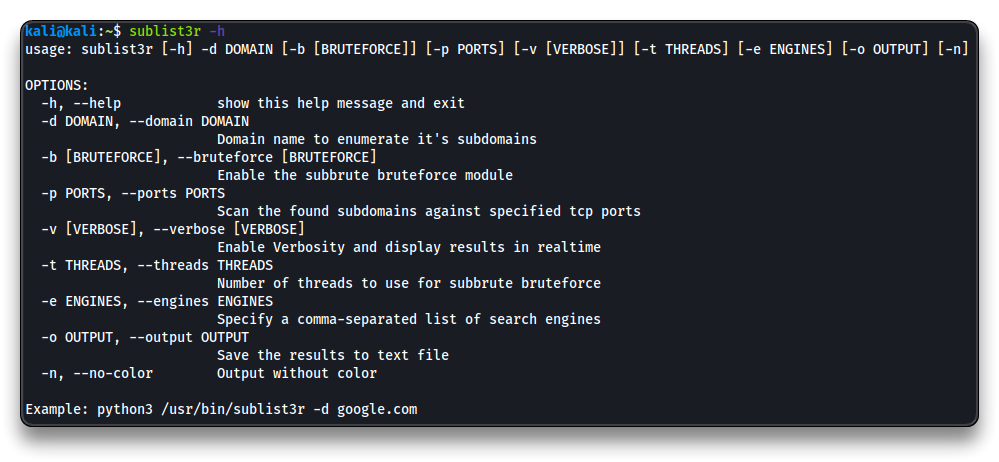 kali@kali:~$ sublist3r -h
usage: sublist3r [-h] -d DOMAIN [-b [BRUTEFORCE]] [-p PORTS] [-v [VERBOSE]] [-t THREADS] [-e ENGINES] [-o OUTPUT] [-n]

OPTIONS:
  -h, --help            show this help message and exit
  -d DOMAIN, --domain DOMAIN
                        Domain name to enumerate it's subdomains
  -b [BRUTEFORCE], --bruteforce [BRUTEFORCE]
                        Enable the subbrute bruteforce module
  -p PORTS, --ports PORTS
                        Scan the found subdomains against specified tcp ports
  -v [VERBOSE], --verbose [VERBOSE]
                        Enable Verbosity and display results in realtime
  -t THREADS, --threads THREADS
                        Number of threads to use for subbrute bruteforce
  -e ENGINES, --engines ENGINES
                        Specify a comma-separated list of search engines
  -o OUTPUT, --output OUTPUT
                        Save the results to text file
  -n, --no-color        Output without color

Example: python3 /usr/bin/sublist3r -d google.com